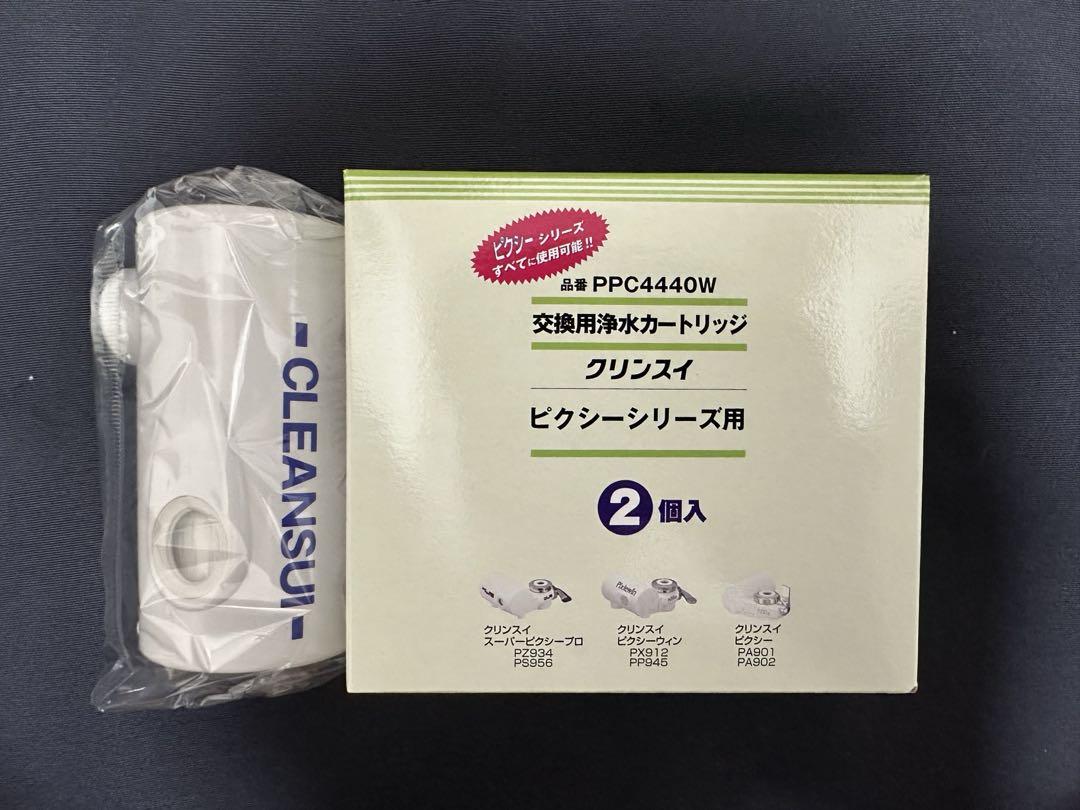 CLEANSUI
ピクシー シリーズ
すべてに使用可能!!
品番 PPC4440W
交換用浄水カートリッジ
クリンスイ
ピクシーシリーズ用
2個入
クリンスイ
スーパーピクシープロ
PZ934
PS956
クリンスイ
ピクシーウィン
PX912
PP945
クリンスイ
ピクシー
PA901
PA902